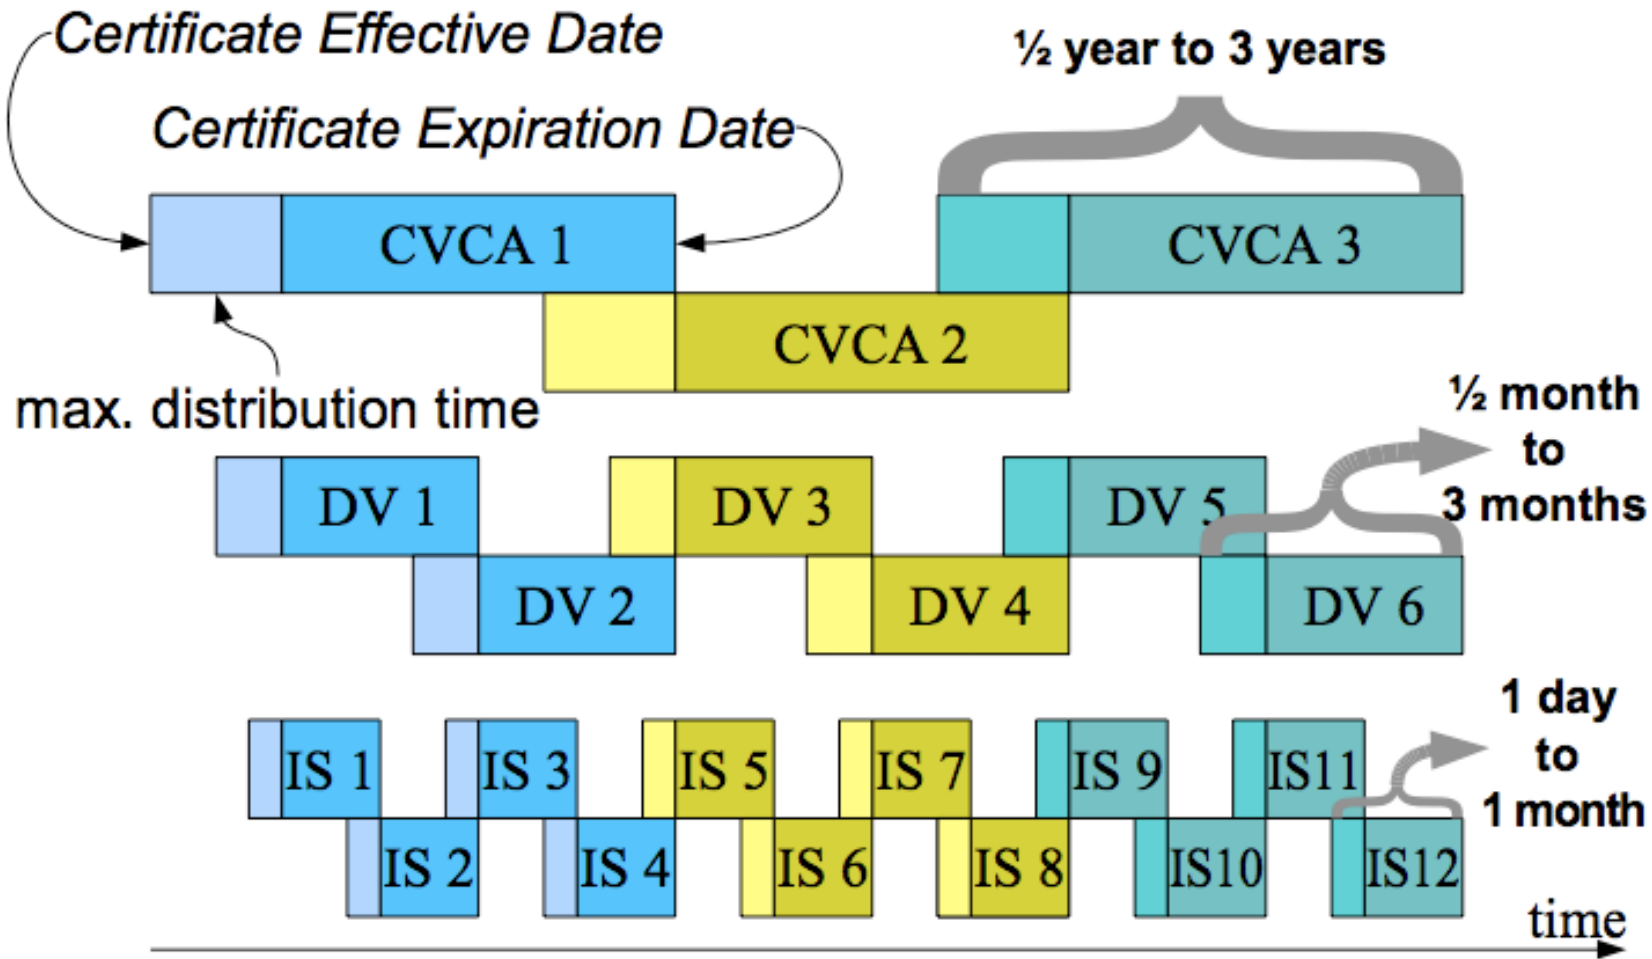 Certificate Effective Date
½ year to 3 years
Certificate Expiration Date
CVCA 1
CVCA 3
CVCA 2
max. distribution time
½ month
to
3 months
DV 1
DV 3
DV 5
DV 2
DV 4
DV 6
1 day
to
1 month
IS 1
IS 3
IS 5
IS 7
IS 9
IS11
IS 2
IS 4
IS 6
IS 8
IS10
IS12
time